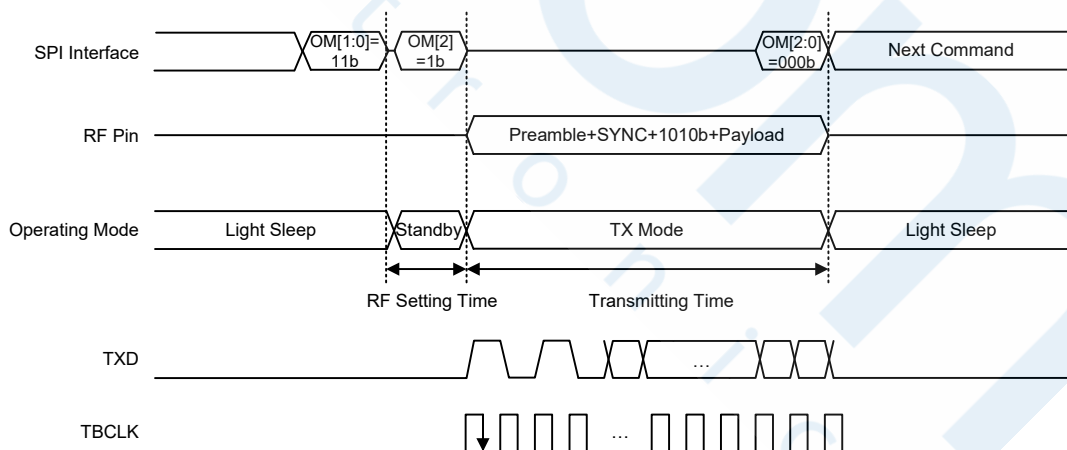 SPI Interface
OM[1:0]=
11b
OM[2]
=1b
OM[2:0]
=000b
Next Command
RF Pin
Preamble+SYNC+1010b+Payload
Operating Mode
Light Sleep
Standby
TX Mode
Light Sleep
RF Setting Time
Transmitting Time
TXD
...
TBCLK
...